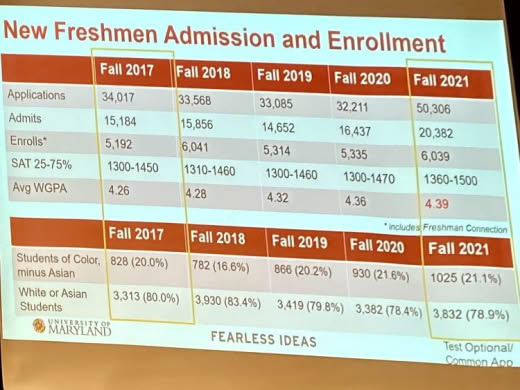 New Freshmen Admission and Enrollment
Fall 2017 Fall 2018 Fall 2019 Fall 2020 Fall 2021
Applications 34,017 33,568 33,085 32,211 50,306
Admits 15,184 15,856 14,652 16,437 20,382
Enrolls* 5,192 6,041 5,314 5,335 6,039
SAT 25-75% 1300-1450 1310-1460 1300-1460 1300-1470 1360-1500
Avg WGPA 4.26 4.28 4.32 4.36 4.39
* includes Freshman Connection
Fall 2017 Fall 2018 Fall 2019 Fall 2020 Fall 2021
Students of Color, minus Asian 828 (20.0%) 782 (16.6%) 866 (20.2%) 930 (21.6%) 1025 (21.1%)
White or Asian Students 3,313 (80.0%) 3,930 (83.4%) 3,419 (79.8%) 3,382 (78.4%) 3,832 (78.9%)
UNIVERSITY OF
MARYLAND
FEARLESS IDEAS
Test Optional/
Common App